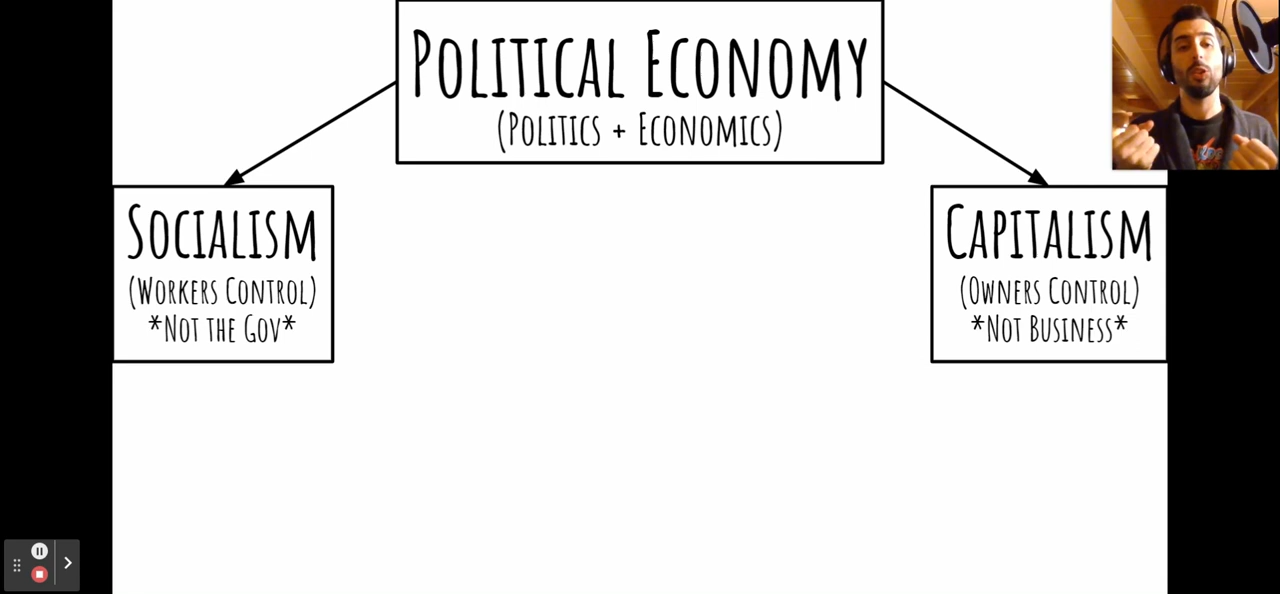 Political Economy
(Politics + Economics)
Socialism
(Workers Control)
*Not the Gov*
Capitalism
(Owners Control)
*Not Business*